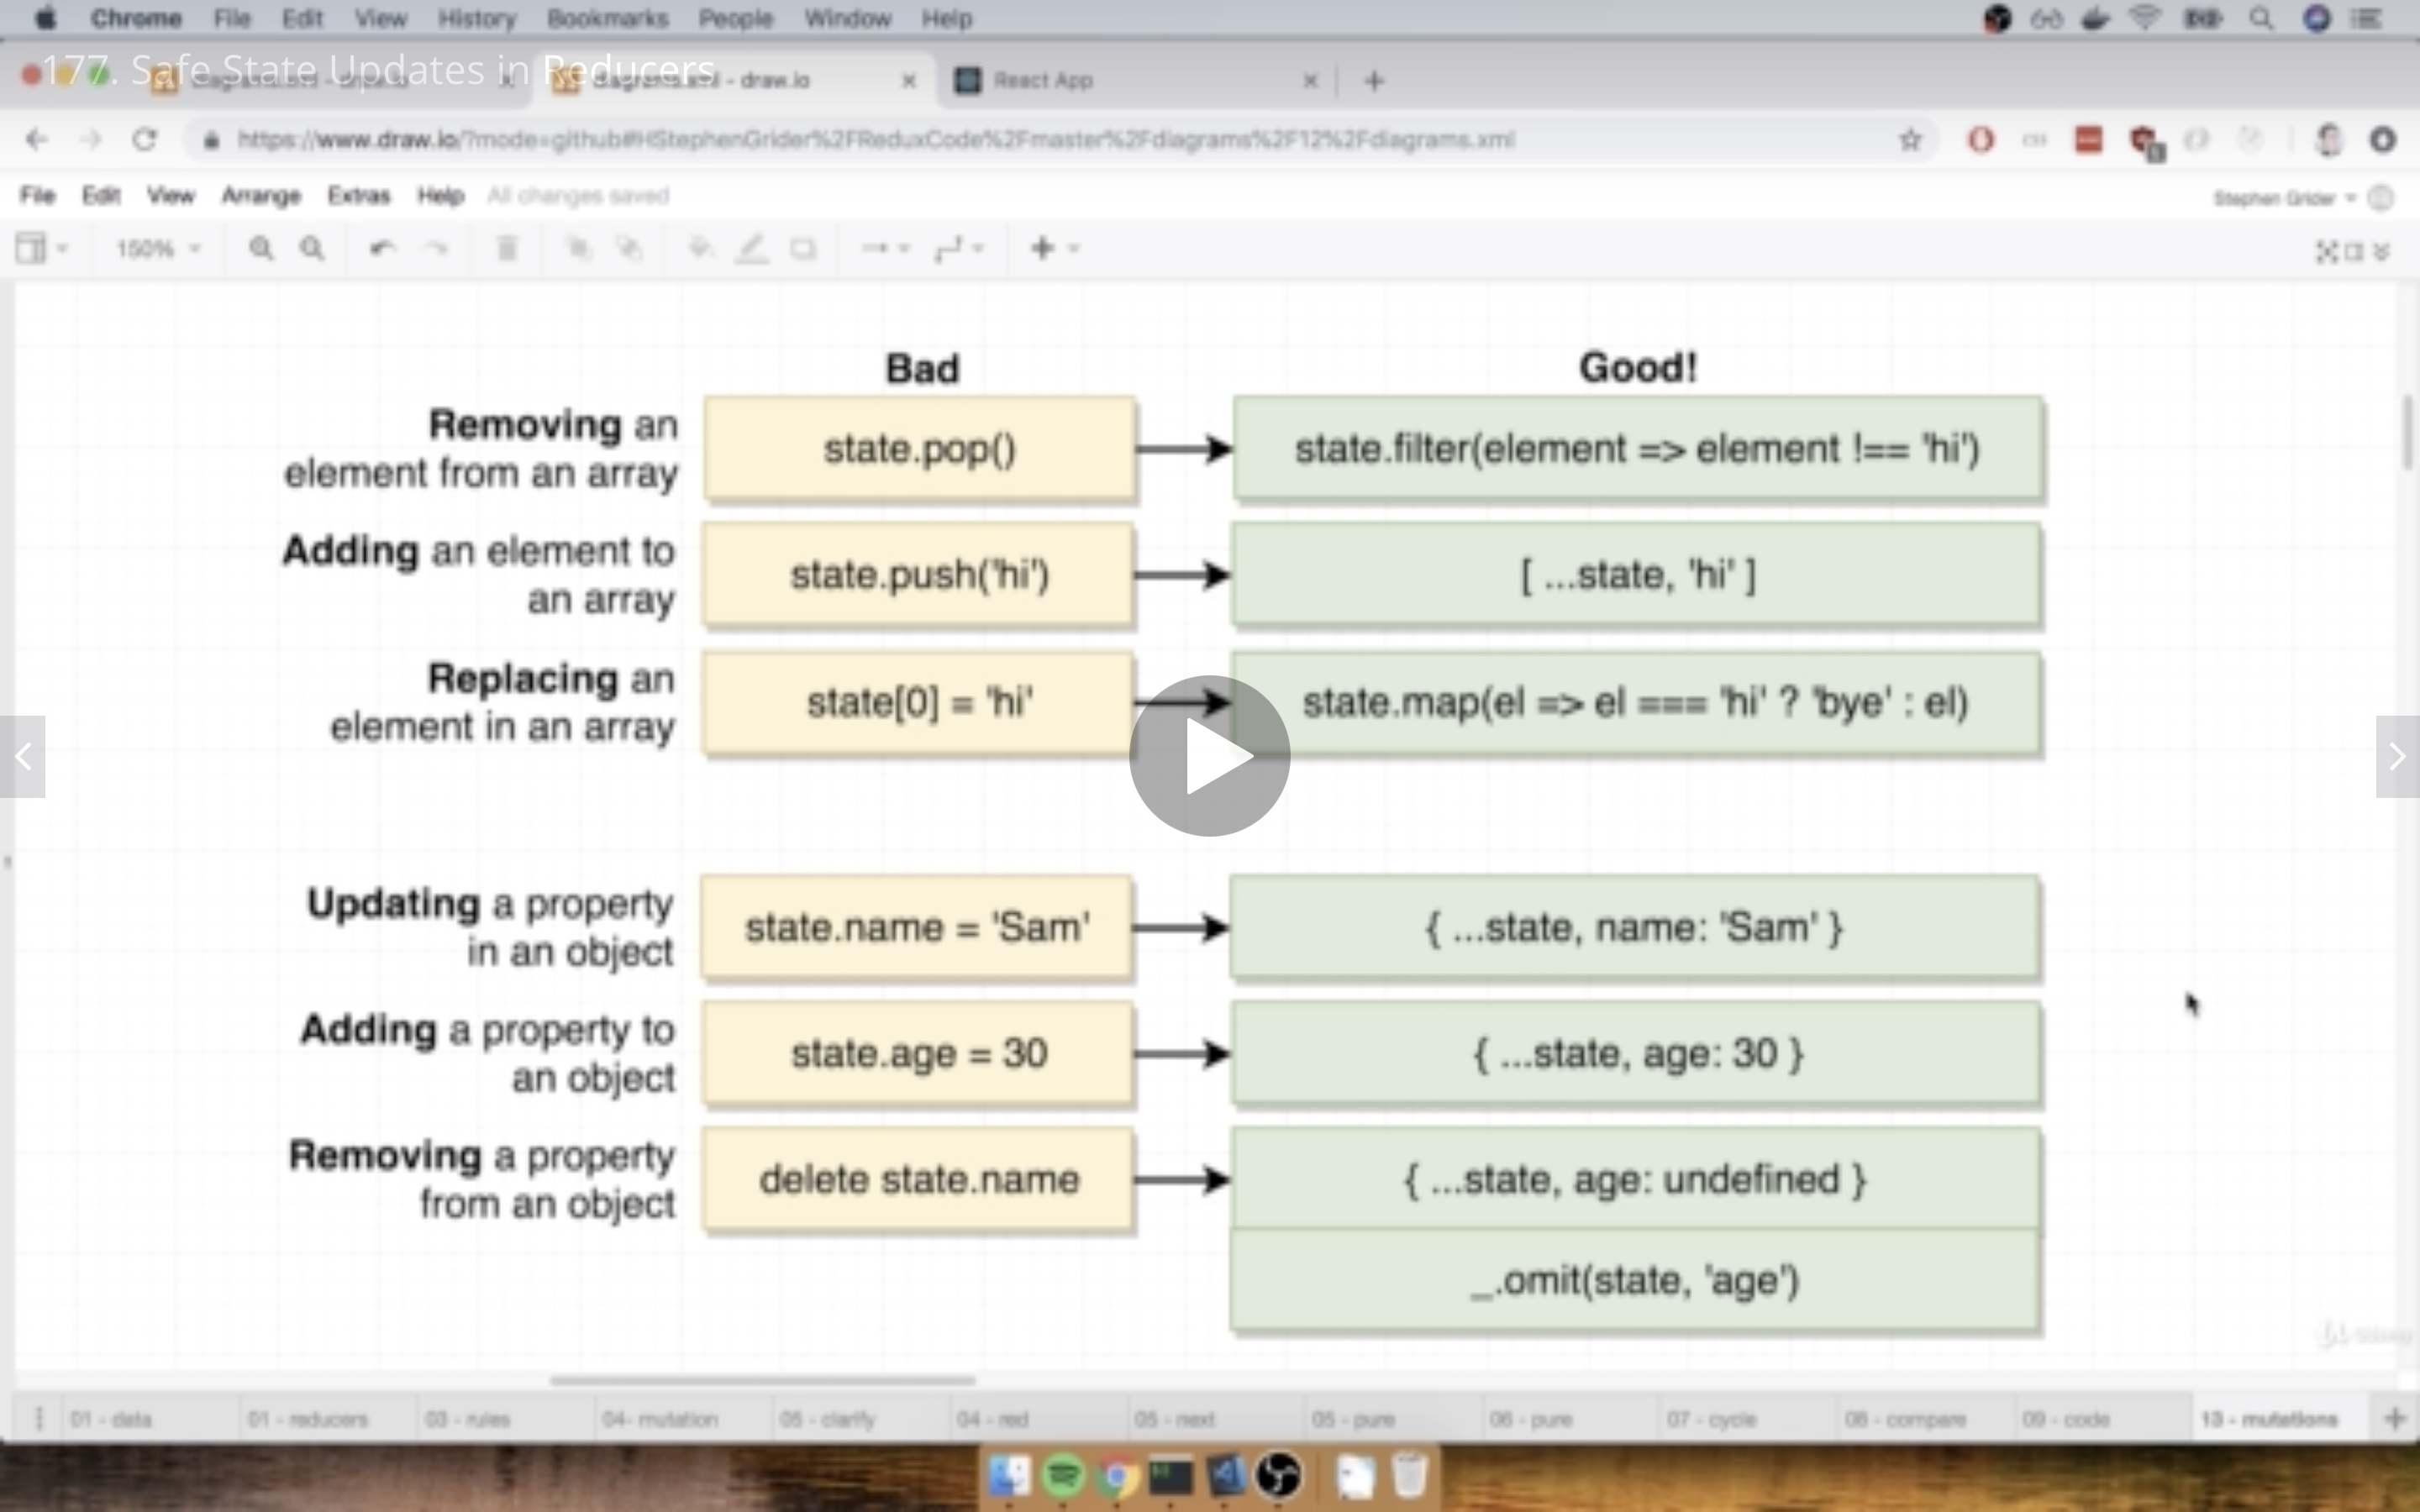 Chrome File Edit View History Bookmarks People Window Help
177. Safe State Updates in Reducers
diagrams.xml - draw.io
diagrams.xml - draw.io
React App
https://www.draw.io/?mode=github#HStephenGrider%2FReduxCode%2Fmaster%2Fdiagrams%2F12%2Fdiagrams.xml
File Edit View Arrange Extras Help All changes saved
Stephen Grider
150%
Bad
Good!
Removing an
element from an array
state.pop()
state.filter(element => element !== 'hi')
Adding an element to
an array
state.push('hi')
[ ...state, 'hi' ]
Replacing an
element in an array
state[0] = 'hi'
state.map(el => el === 'hi' ? 'bye' : el)
Updating a property
in an object
state.name = 'Sam'
{ ...state, name: 'Sam' }
Adding a property to
an object
state.age = 30
{ ...state, age: 30 }
Removing a property
from an object
delete state.name
{ ...state, age: undefined }
_.omit(state, 'age')
01 - data
01 - reducers
03 - rules
04- mutation
05 - clarify
04 - red
05 - next
05 - pure
06 - pure
07 - cycle
08 - compare
09 - code
13 - mutations